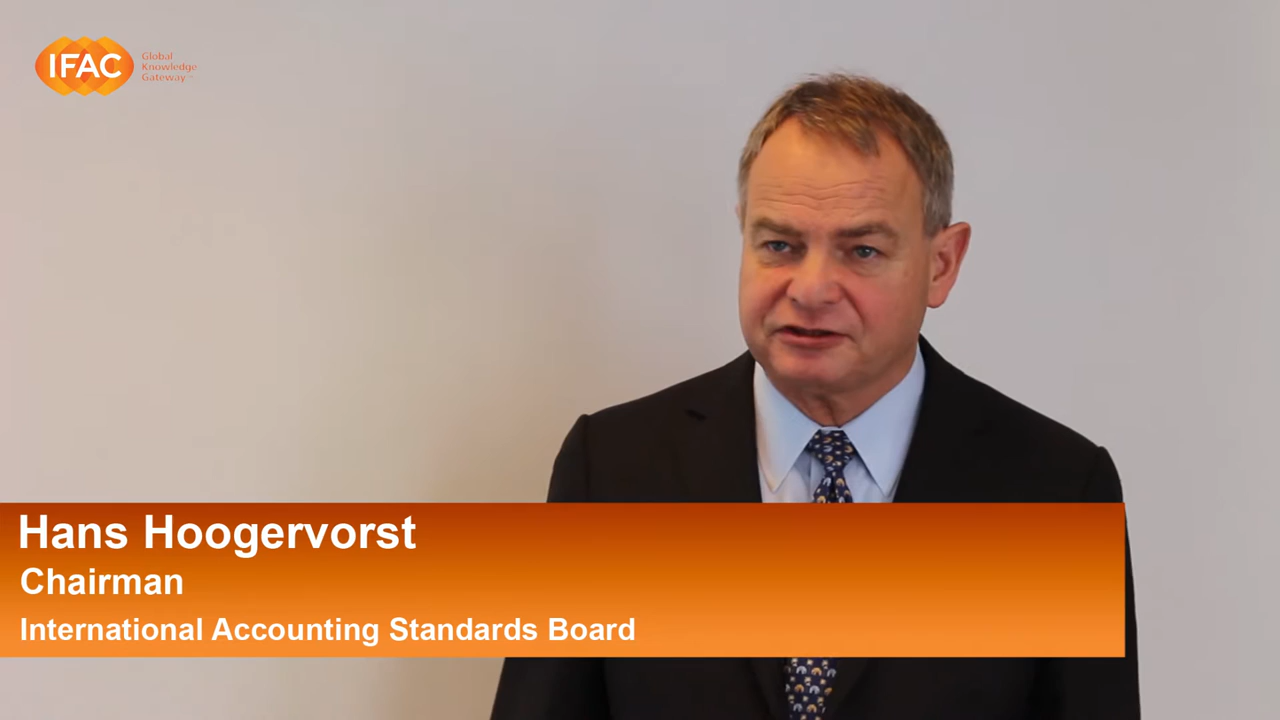 IFAC
Global
Knowledge
Gateway
Hans Hoogervorst
Chairman
International Accounting Standards Board